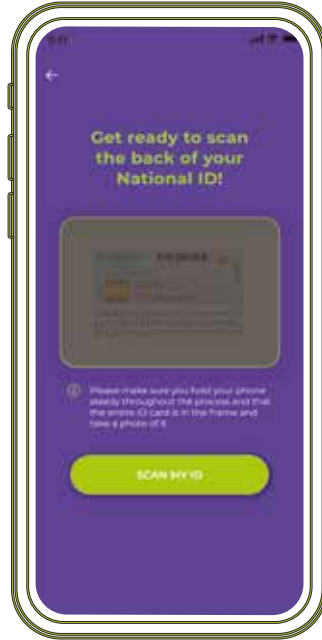 Get ready to scan
the back of your
National ID!
Please make sure you hold your phone
steady throughout the process and that
the entire ID card is in the frame and
take a photo of it
SCAN MY ID